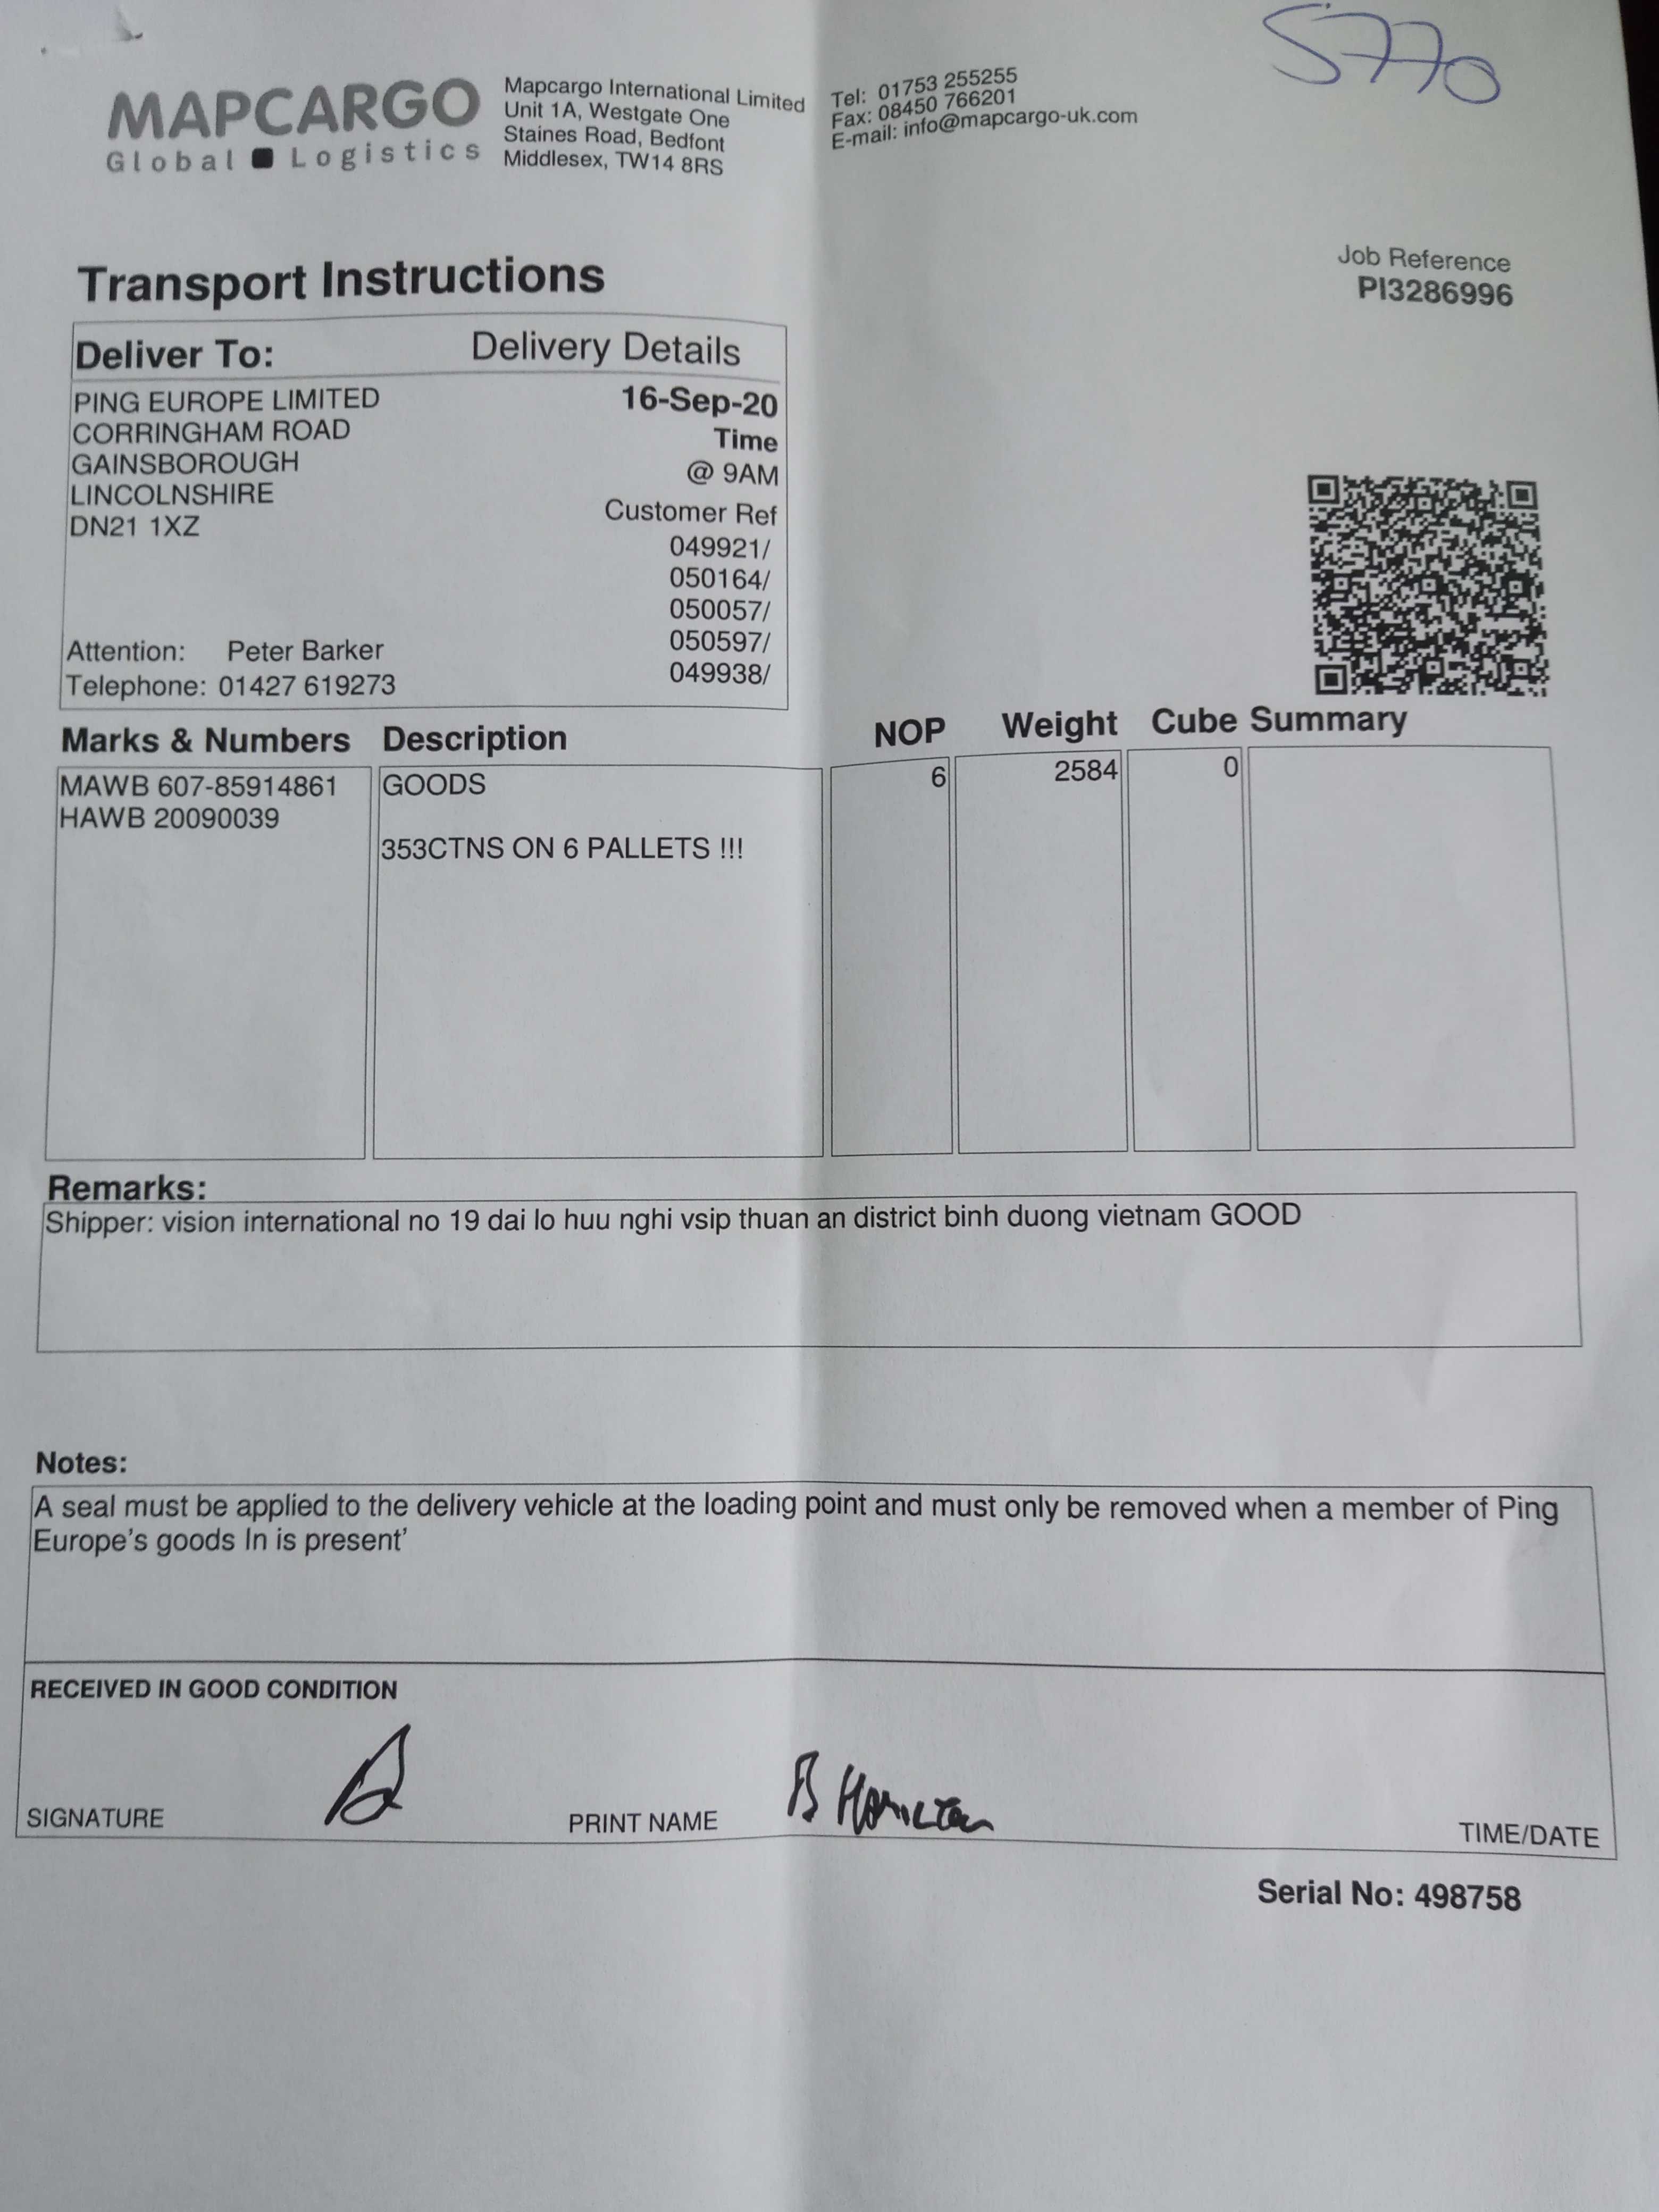 5770
MAPCARGO
Global Logistics
Mapcargo International Limited
Unit 1A, Westgate One
Staines Road, Bedfont
Middlesex, TW14 8RS
Tel: 01753 255255
Fax: 08450 766201
E-mail: info@mapcargo-uk.com
Transport Instructions
Job Reference
PI3286996
Deliver To:
PING EUROPE LIMITED
CORRINGHAM ROAD
GAINSBOROUGH
LINCOLNSHIRE
DN21 1XZ
Attention: Peter Barker
Telephone: 01427 619273
Delivery Details
16-Sep-20
Time
@ 9AM
Customer Ref
049921/
050164/
050057/
050597/
049938/
Marks & Numbers Description NOP Weight Cube Summary
MAWB 607-85914861 GOODS 6 2584 0
HAWB 20090039
353CTNS ON 6 PALLETS !!!
Remarks:
Shipper: vision international no 19 dai lo huu nghi vsip thuan an district binh duong vietnam GOOD
Notes:
A seal must be applied to the delivery vehicle at the loading point and must only be removed when a member of Ping
Europe's goods In is present'
RECEIVED IN GOOD CONDITION
SIGNATURE PRINT NAME B Hamilton TIME/DATE
Serial No: 498758